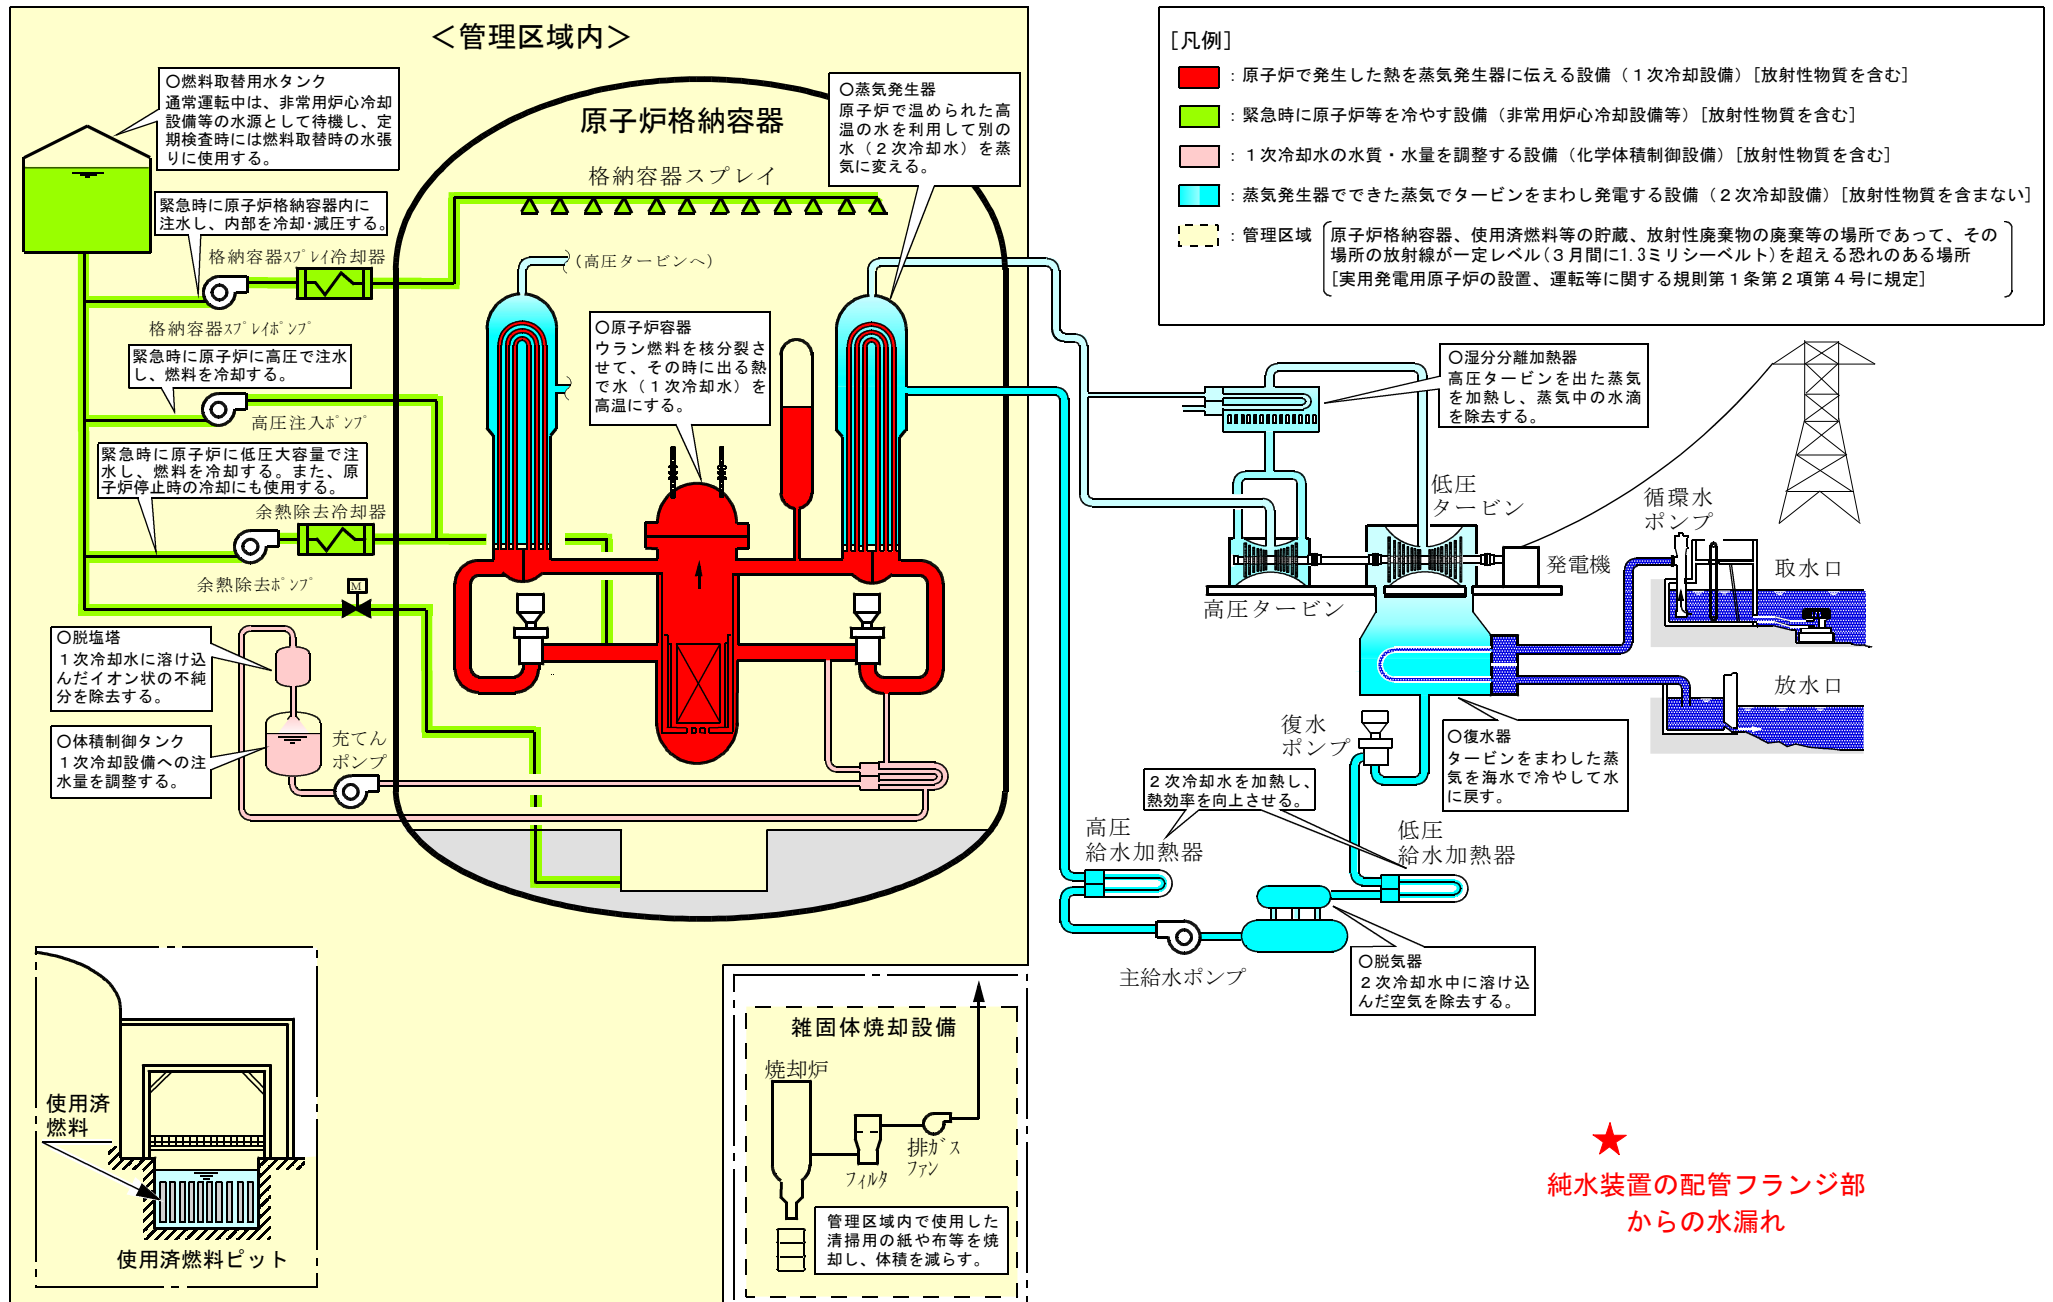 ＜管理区域内＞
○燃料取替用水タンク
通常運転中は、非常用炉心冷却
設備等の水源として待機し、定
期検査時には燃料取替時の水張
りに使用する。
緊急時に原子炉格納容器内に
注水し、内部を冷却･減圧する。
格納容器ｽﾌﾟﾚｲ冷却器
格納容器ｽﾌﾟﾚｲﾎﾟﾝﾌﾟ
緊急時に原子炉に高圧で注水
し、燃料を冷却する。
高圧注入ﾎﾟﾝﾌﾟ
緊急時に原子炉に低圧大容量で注
水し、燃料を冷却する。また、原
子炉停止時の冷却にも使用する。
余熱除去冷却器
余熱除去ﾎﾟﾝﾌﾟ
M
○脱塩塔
１次冷却水に溶け込
んだイオン状の不純
分を除去する。
○体積制御タンク
１次冷却設備への注
水量を調整する。
充てん
ポンプ
原子炉格納容器
格納容器スプレイ
○蒸気発生器
原子炉で温められた高
温の水を利用して別の
水（２次冷却水）を蒸
気に変える。
(高圧タービンへ)
○原子炉容器
ウラン燃料を核分裂さ
せて、その時に出る熱
で水（１次冷却水）を
高温にする。
使用済
燃料
使用済燃料ピット
雑固体焼却設備
焼却炉
フィルタ
排ガス
ファン
管理区域内で使用した
清掃用の紙や布等を焼
却し、体積を減らす。
[凡例]
：原子炉で発生した熱を蒸気発生器に伝える設備（１次冷却設備）[放射性物質を含む]
：緊急時に原子炉等を冷やす設備（非常用炉心冷却設備等）[放射性物質を含む]
：１次冷却水の水質・水量を調整する設備（化学体積制御設備）[放射性物質を含む]
：蒸気発生器でできた蒸気でタービンをまわし発電する設備（２次冷却設備）[放射性物質を含まない]
：管理区域
原子炉格納容器、使用済燃料等の貯蔵、放射性廃棄物の廃棄等の場所であって、その
場所の放射線が一定レベル(３月間に1.3ミリシーベルト)を超える恐れのある場所
[実用発電用原子炉の設置、運転等に関する規則第１条第２項第４号に規定]
○湿分分離加熱器
高圧タービンを出た蒸気
を加熱し、蒸気中の水滴
を除去する。
低圧
タービン
高圧タービン
発電機
循環水
ポンプ
取水口
放水口
復水
ポンプ
○復水器
タービンをまわした蒸
気を海水で冷やして水
に戻す。
２次冷却水を加熱し、
熱効率を向上させる。
高圧
給水加熱器
低圧
給水加熱器
主給水ポンプ
○脱気器
２次冷却水中に溶け込
んだ空気を除去する。
★
純水装置の配管フランジ部
からの水漏れ